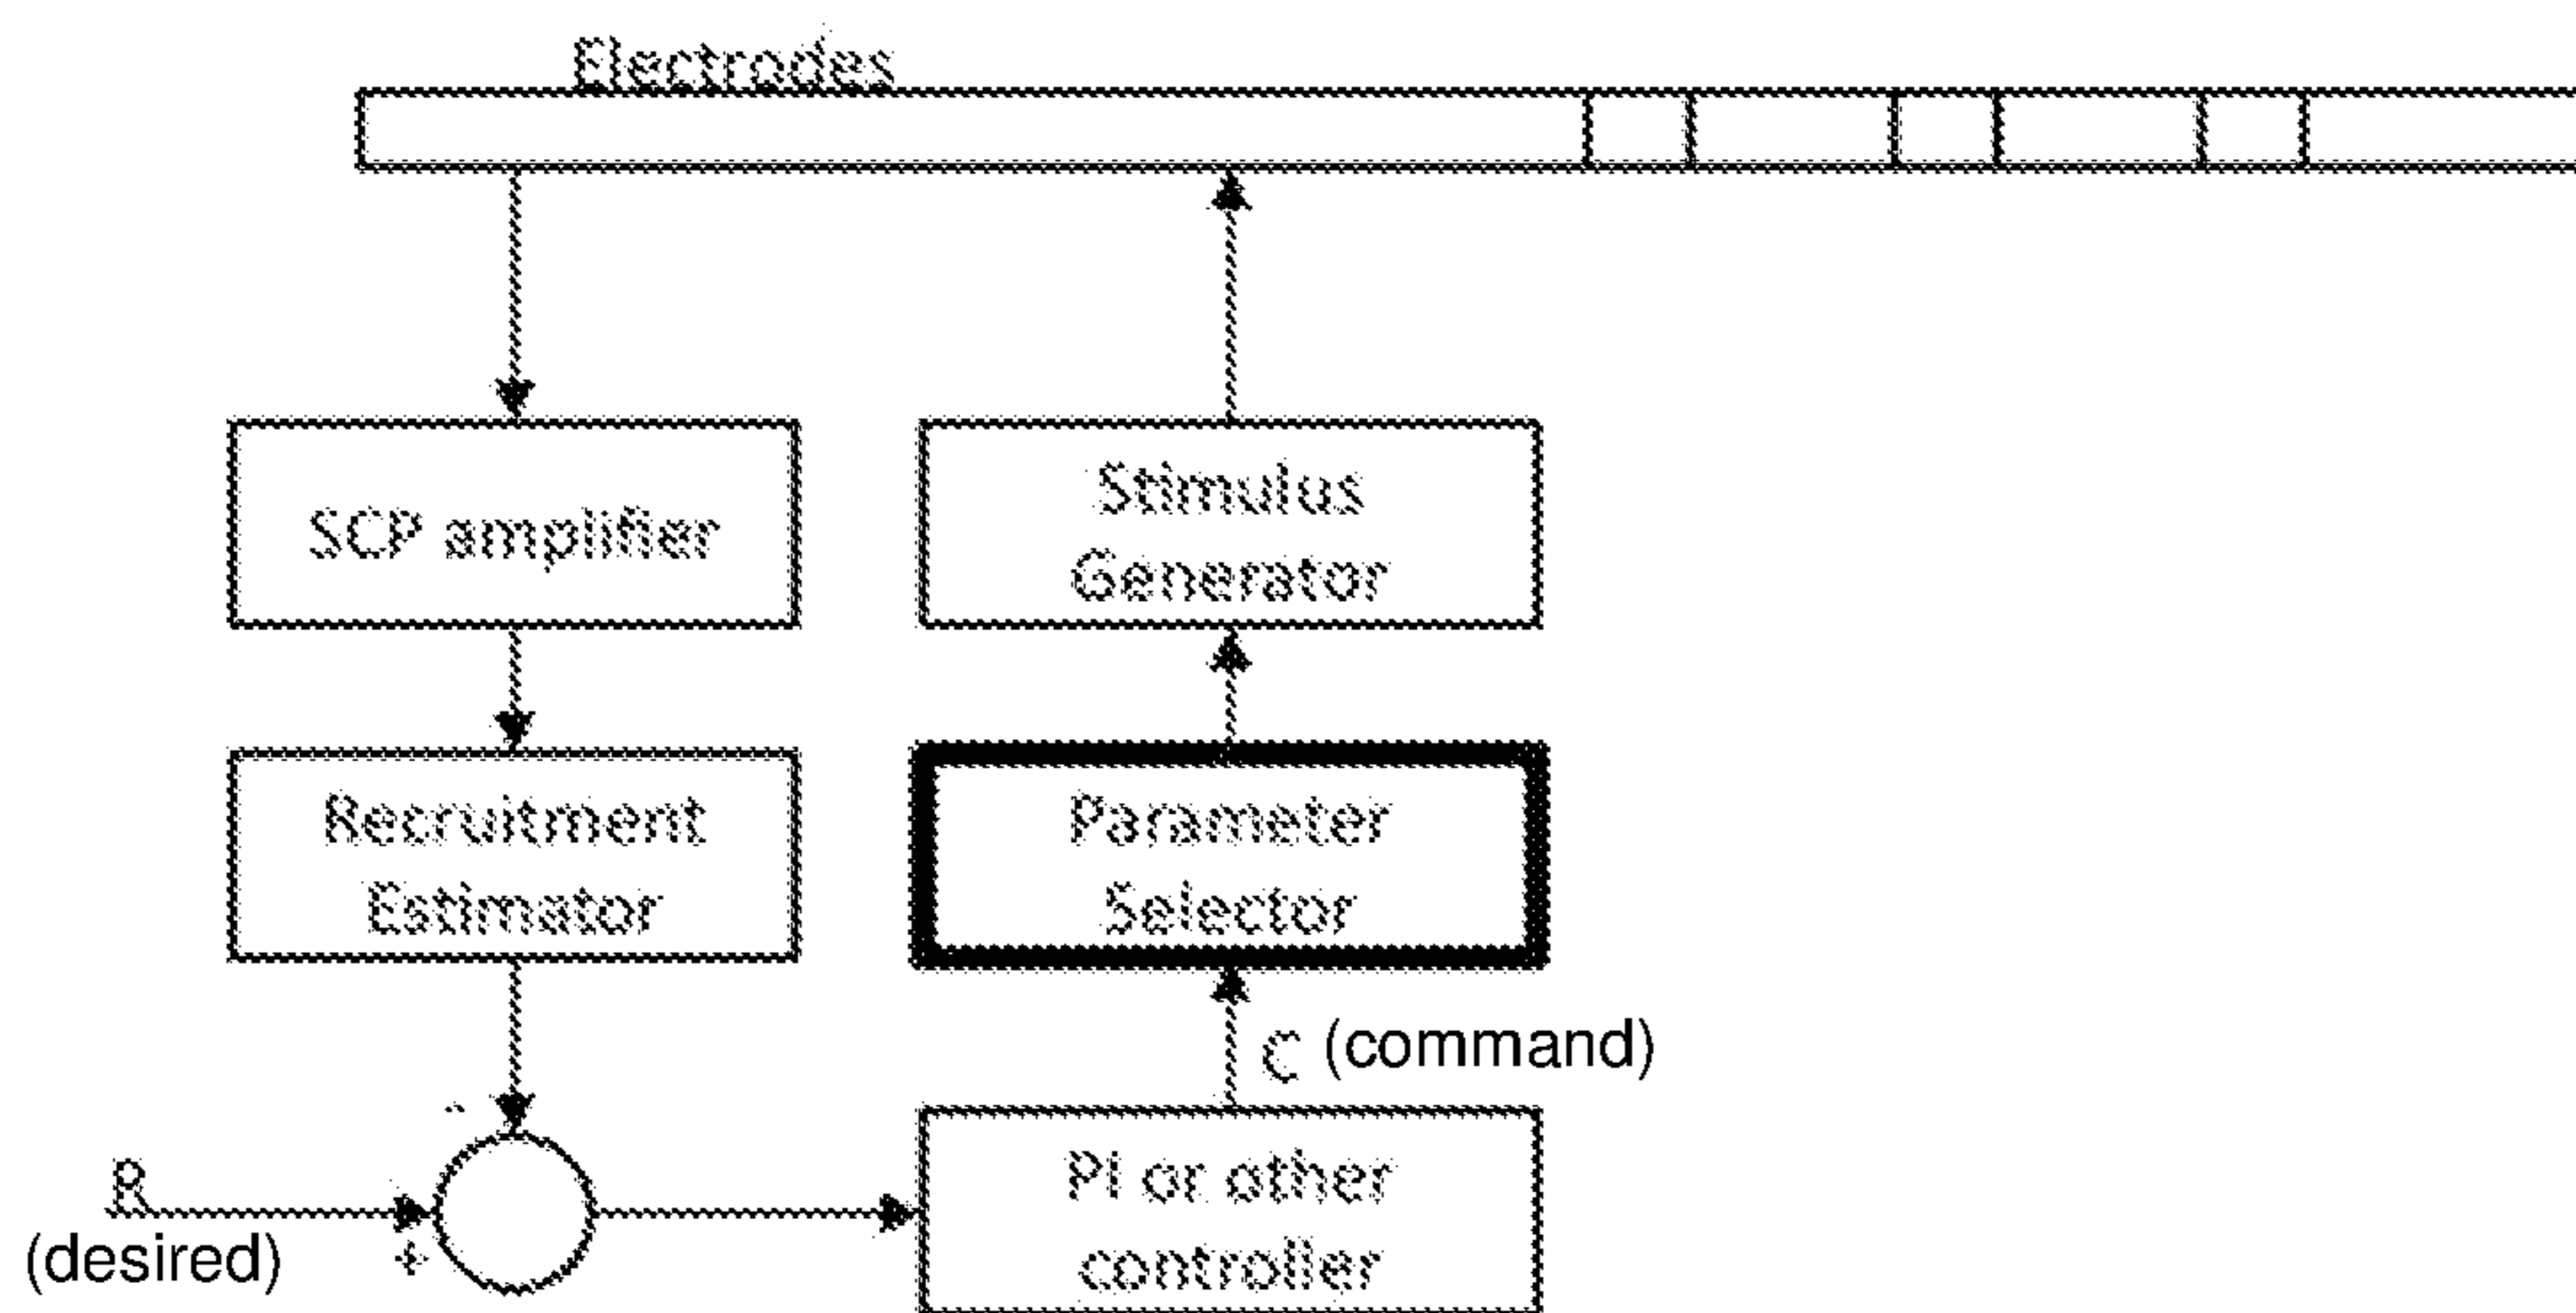 Electrodes
SCP amplifier
Stimulus
Generator
Recruitment
Estimator
Parameter
Selector
C (command)
-
R
(desired)
+
PI or other
controller